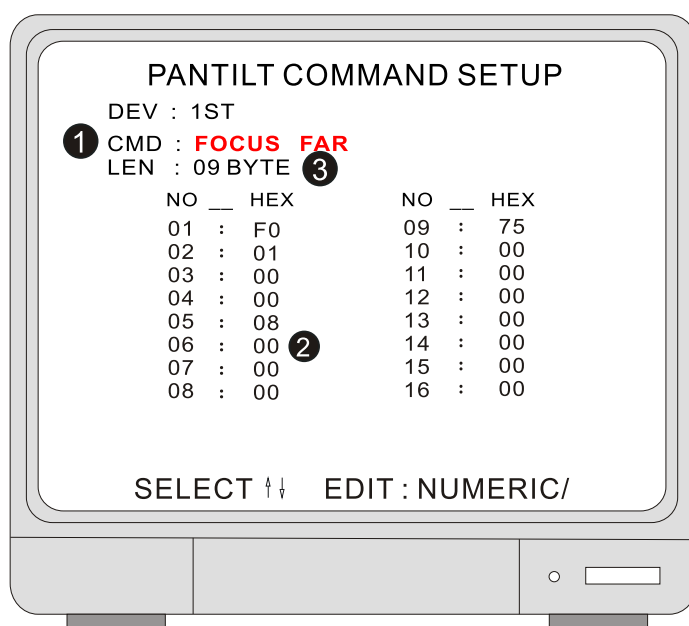 PANTILT COMMAND SETUP
DEV : 1ST
1 CMD : FOCUS FAR
LEN : 09 BYTE 3
NO __ HEX NO __ HEX
01 : F0 09 : 75
02 : 01 10 : 00
03 : 00 11 : 00
04 : 00 12 : 00
05 : 08 13 : 00
06 : 00 2 14 : 00
07 : 00 15 : 00
08 : 00 16 : 00
SELECT ↑↓ EDIT : NUMERIC/